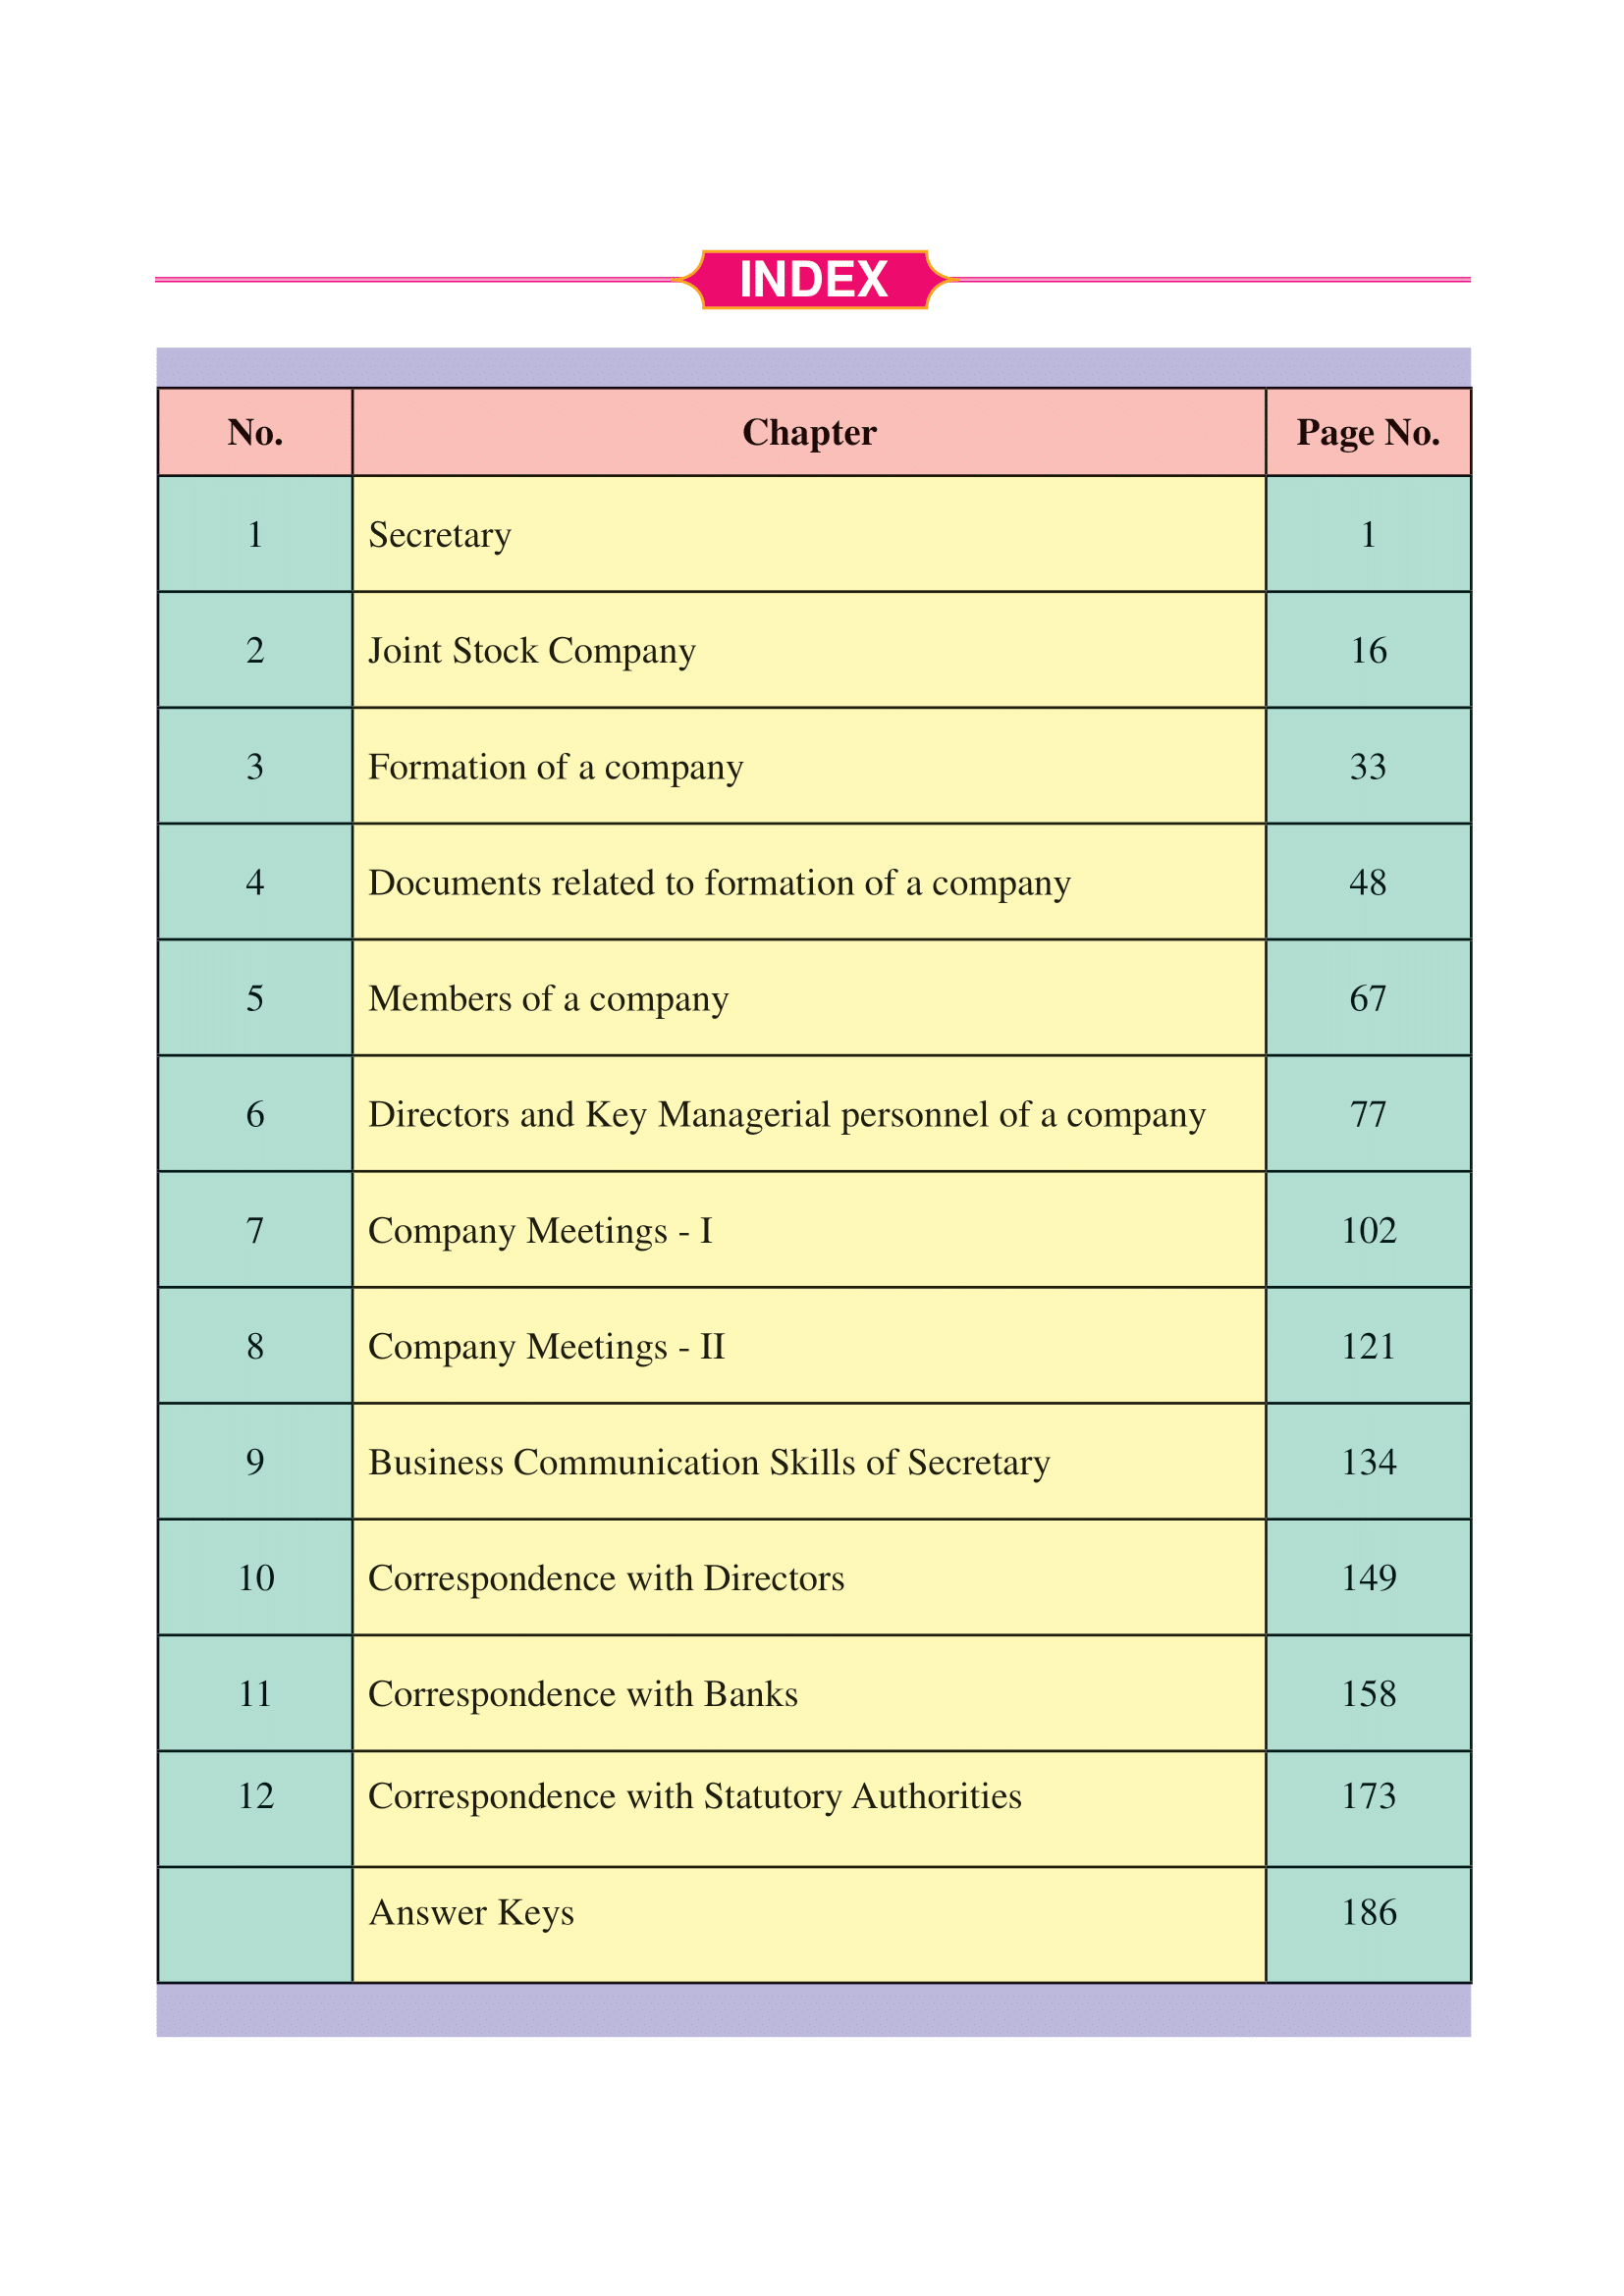 INDEX
No. Chapter Page No.
1 Secretary 1
2 Joint Stock Company 16
3 Formation of a company 33
4 Documents related to formation of a company 48
5 Members of a company 67
6 Directors and Key Managerial personnel of a company 77
7 Company Meetings - I 102
8 Company Meetings - II 121
9 Business Communication Skills of Secretary 134
10 Correspondence with Directors 149
11 Correspondence with Banks 158
12 Correspondence with Statutory Authorities 173
Answer Keys 186